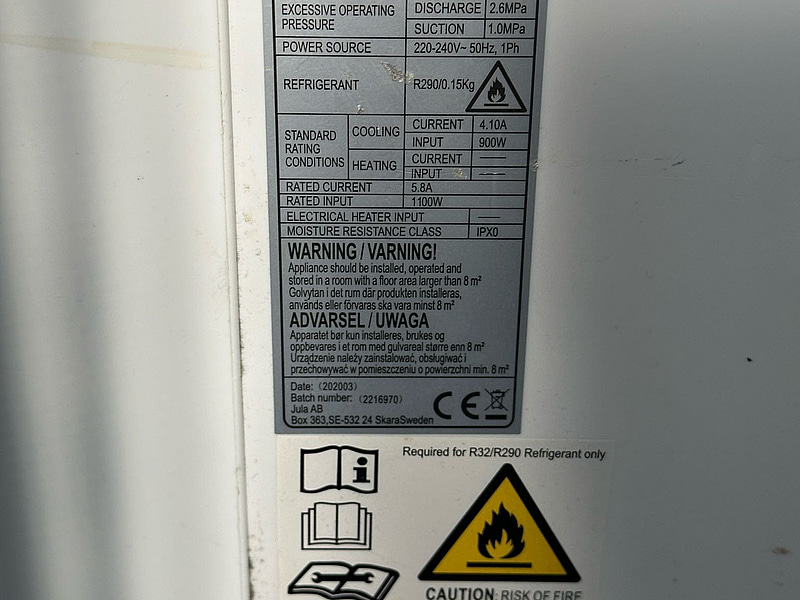 EXCESSIVE OPERATING
PRESSURE
DISCHARGE 2.6MPa
SUCTION 1.0MPa
POWER SOURCE 220-240V~ 50Hz, 1Ph
REFRIGERANT R290/0.15Kg
STANDARD
RATING
CONDITIONS
COOLING
CURRENT 4.10A
INPUT 900W
HEATING
CURRENT ——
INPUT ——
RATED CURRENT 5.8A
RATED INPUT 1100W
ELECTRICAL HEATER INPUT ——
MOISTURE RESISTANCE CLASS IPX0
WARNING / VARNING!
Appliance should be installed, operated and
stored in a room with a floor area larger than 8 m²
Golvytan i det rum där produkten installeras,
används eller förvaras ska vara minst 8 m²
ADVARSEL / UWAGA
Apparatet bør kun installeres, brukes og
oppbevares i et rom med gulvareal større enn 8 m²
Urządzenie należy zainstalować, obsługiwać i
przechowywać w pomieszczeniu o powierzchni min. 8 m²
Date:（202003）
Batch number:（2216970）
Jula AB
Box 363,SE-532 24 SkaraSweden
CE
Required for R32/R290 Refrigerant only
CAUTION: RISK OF FIRE